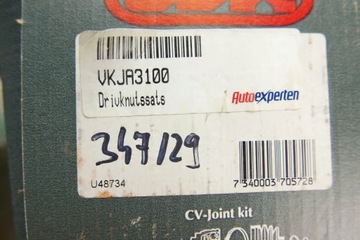 VKJA3100
Drivknutssats
Autoexperten
347/29
U48734
7 340003 705728
CV-Joint kit